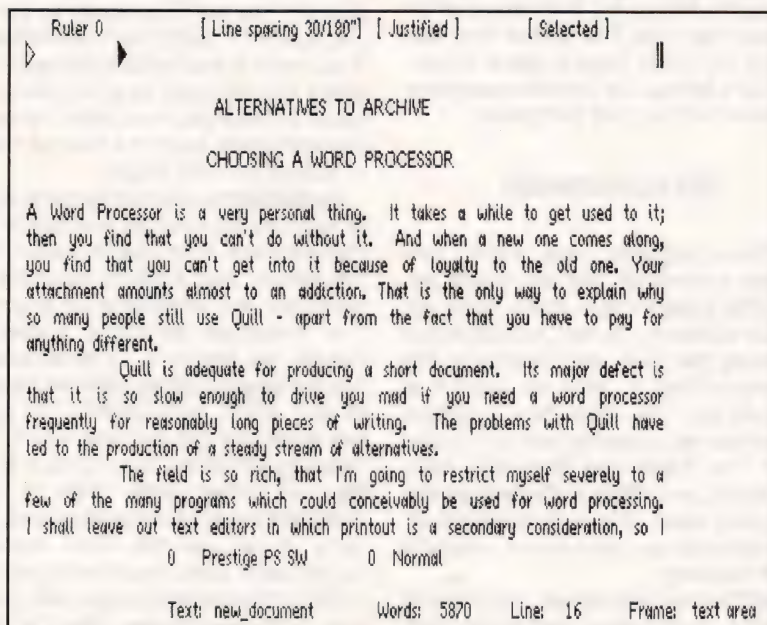 Ruler 0 [ Line spacing 30/180"] [ Justified ] [ Selected ]
ALTERNATIVES TO ARCHIVE
CHOOSING A WORD PROCESSOR
A Word Processor is a very personal thing. It takes a while to get used to it;
then you find that you can't do without it. And when a new one comes along,
you find that you can't get into it because of loyalty to the old one. Your
attachment amounts almost to an addiction. That is the only way to explain why
so many people still use Quill - apart from the fact that you have to pay for
anything different.
Quill is adequate for producing a short document. Its major defect is
that it is so slow enough to drive you mad if you need a word processor
frequently for reasonably long pieces of writing. The problems with Quill have
led to the production of a steady stream of alternatives.
The field is so rich, that I'm going to restrict myself severely to a
few of the many programs which could conceivably be used for word processing.
I shall leave out text editors in which printout is a secondary consideration, so I
0 Prestige PS SW 0 Normal
Text: new_document Words: 5870 Line: 16 Frame: text area